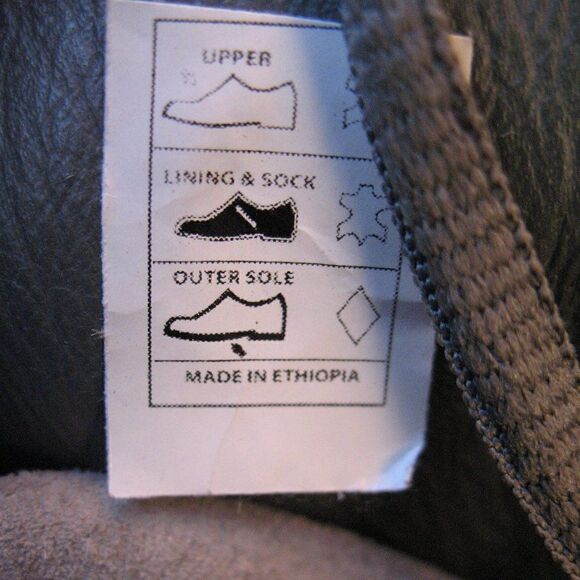 UPPER
LINING & SOCK
OUTER SOLE
MADE IN ETHIOPIA